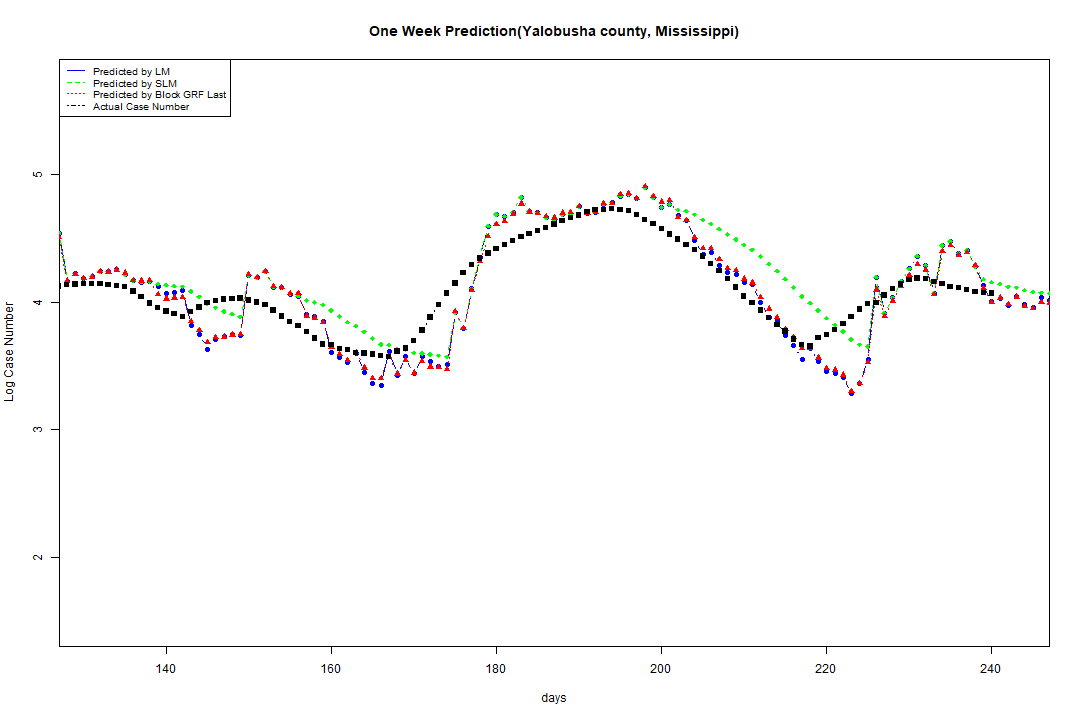 One Week Prediction(Yalobusha county, Mississippi)
Predicted by LM
Predicted by SLM
Predicted by Block GRF Last
Actual Case Number
5
4
3
2
Log Case Number
140 160 180 200 220 240
days